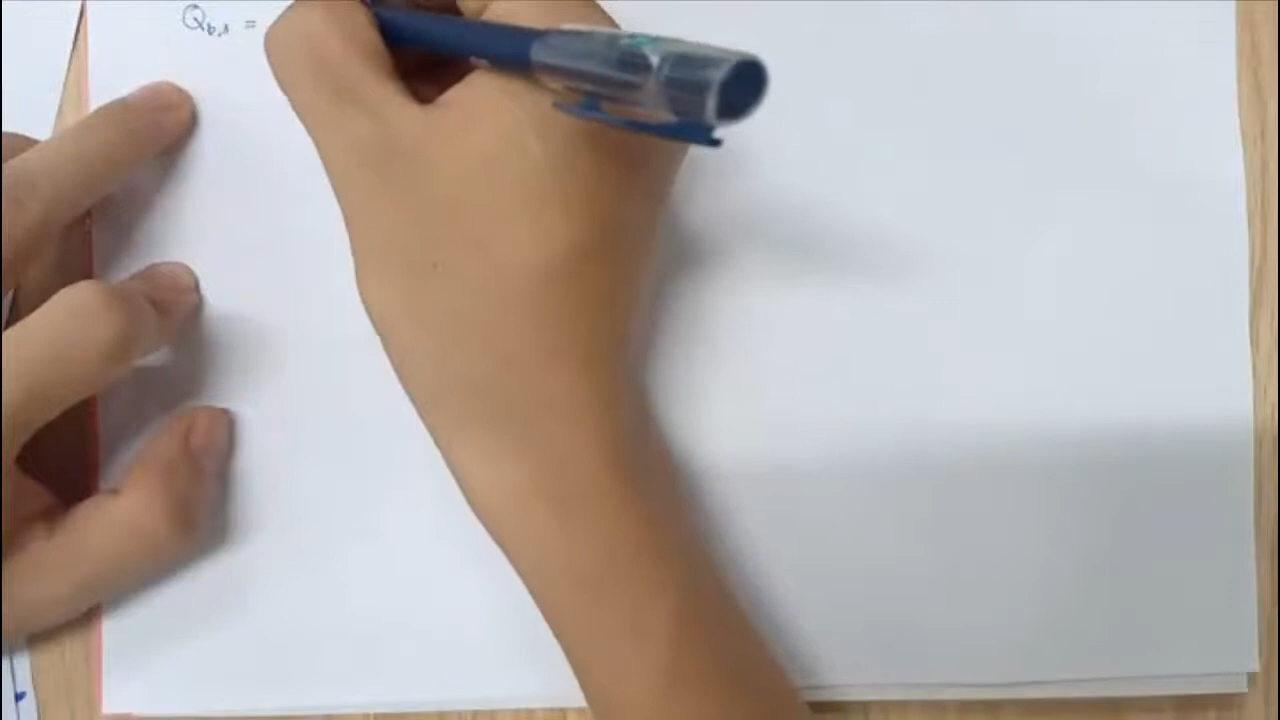 Q_{b,s} =